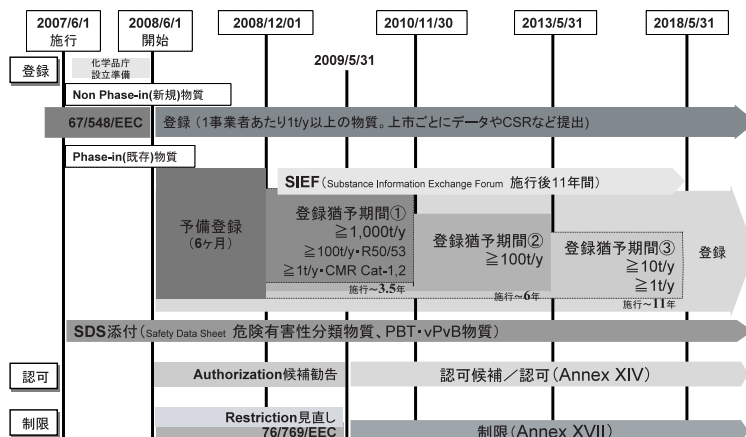 2007/6/1
施行
2008/6/1
開始
2008/12/01
2010/11/30
2013/5/31
2018/5/31
2009/5/31
登録
化学品庁
設立準備
Non Phase-in(新規)物質
67/548/EEC
登録 (1事業者あたり1t/y以上の物質。上市ごとにデータやCSRなど提出)
Phase-in(既存)物質
SIEF(Substance Information Exchange Forum 施行後11年間)
予備登録
(6ヶ月)
登録猶予期間①
≧1,000t/y
≧100t/y・R50/53
≧1t/y・CMR Cat-1,2
施行~3.5年
登録猶予期間②
≧100t/y
施行~6年
登録猶予期間③
≧10t/y
≧1t/y
施行~11年
登録
SDS添付(Safety Data Sheet 危険有害性分類物質、PBT・vPvB物質)
認可
Authorization候補勧告
認可候補/認可(Annex XIV)
制限
Restriction見直し
76/769/EEC
制限(Annex XVII)